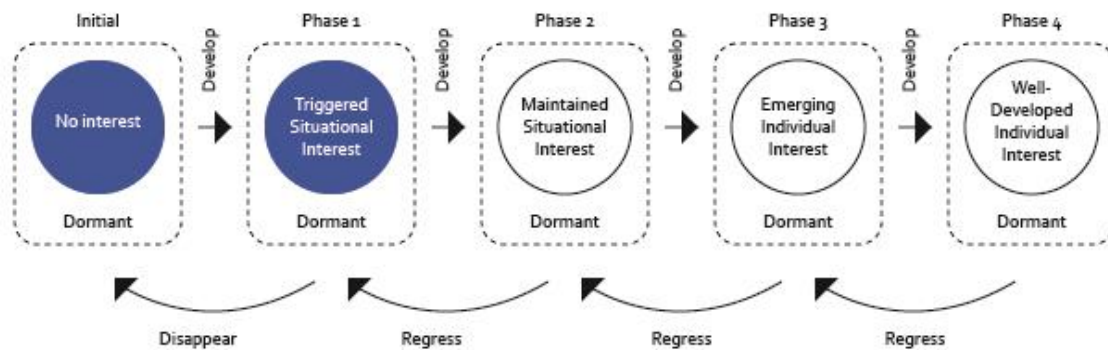 Initial
Phase 1
Phase 2
Phase 3
Phase 4
Develop
Develop
Develop
Develop
No interest
Triggered
Situational
Interest
Maintained
Situational
Interest
Emerging
Individual
Interest
Well-
Developed
Individual
Interest
Dormant
Dormant
Dormant
Dormant
Dormant
Disappear
Regress
Regress
Regress